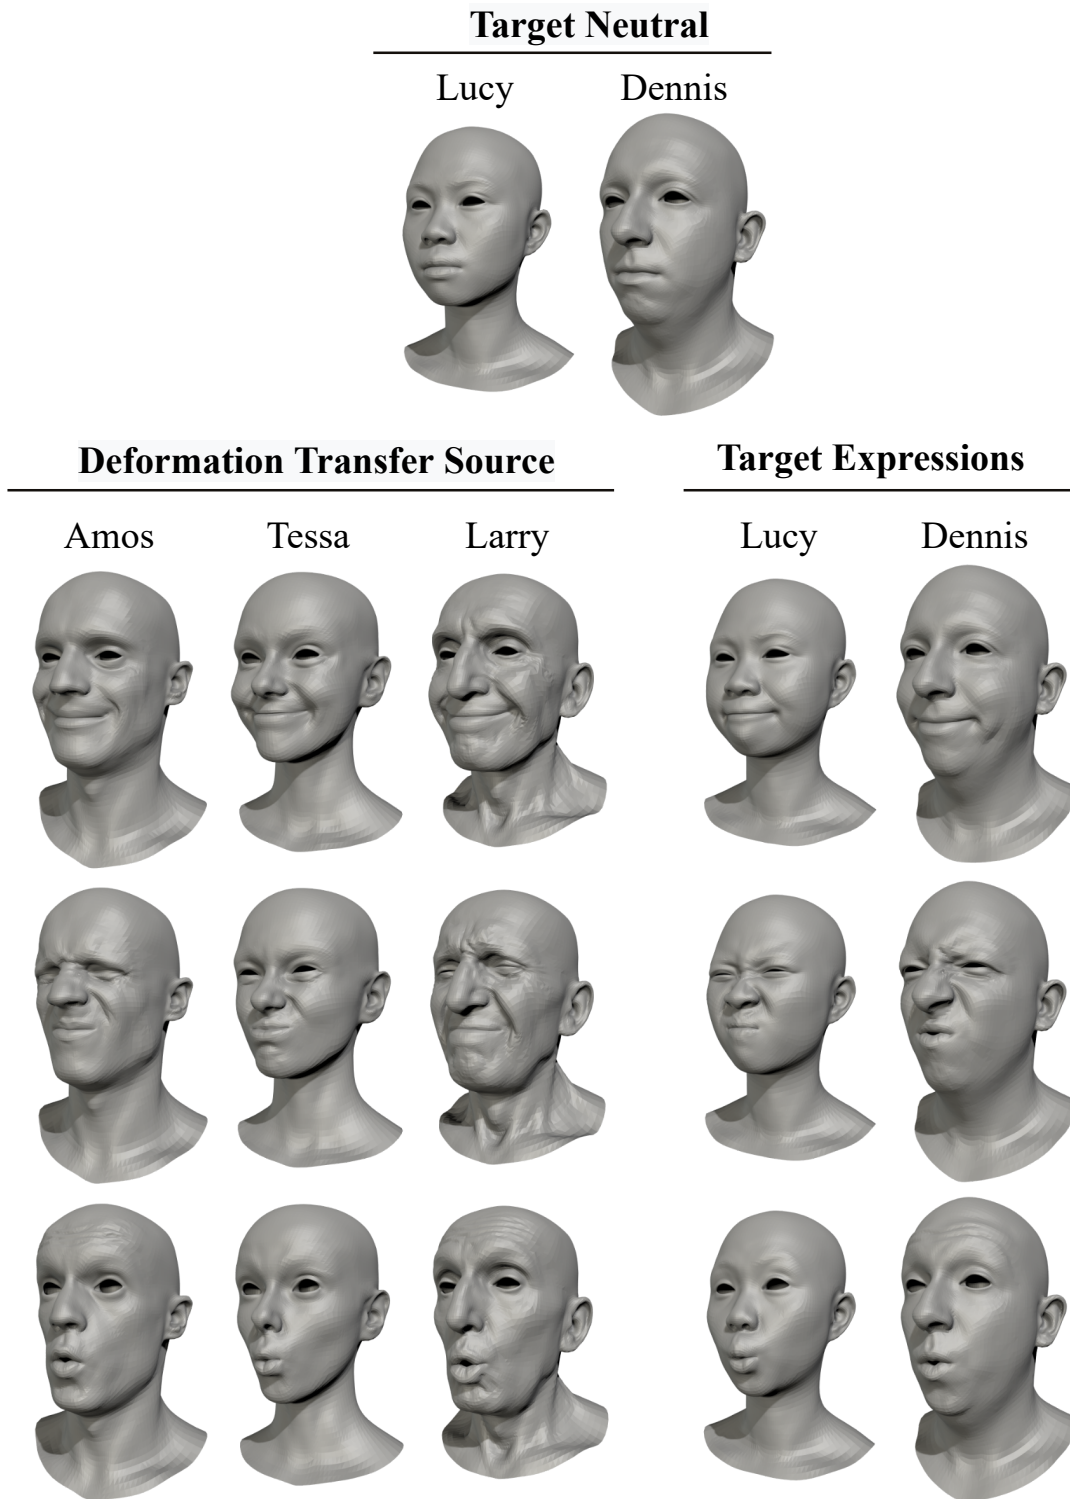 Target Neutral
Lucy Dennis
Deformation Transfer Source Target Expressions
Amos Tessa Larry Lucy Dennis